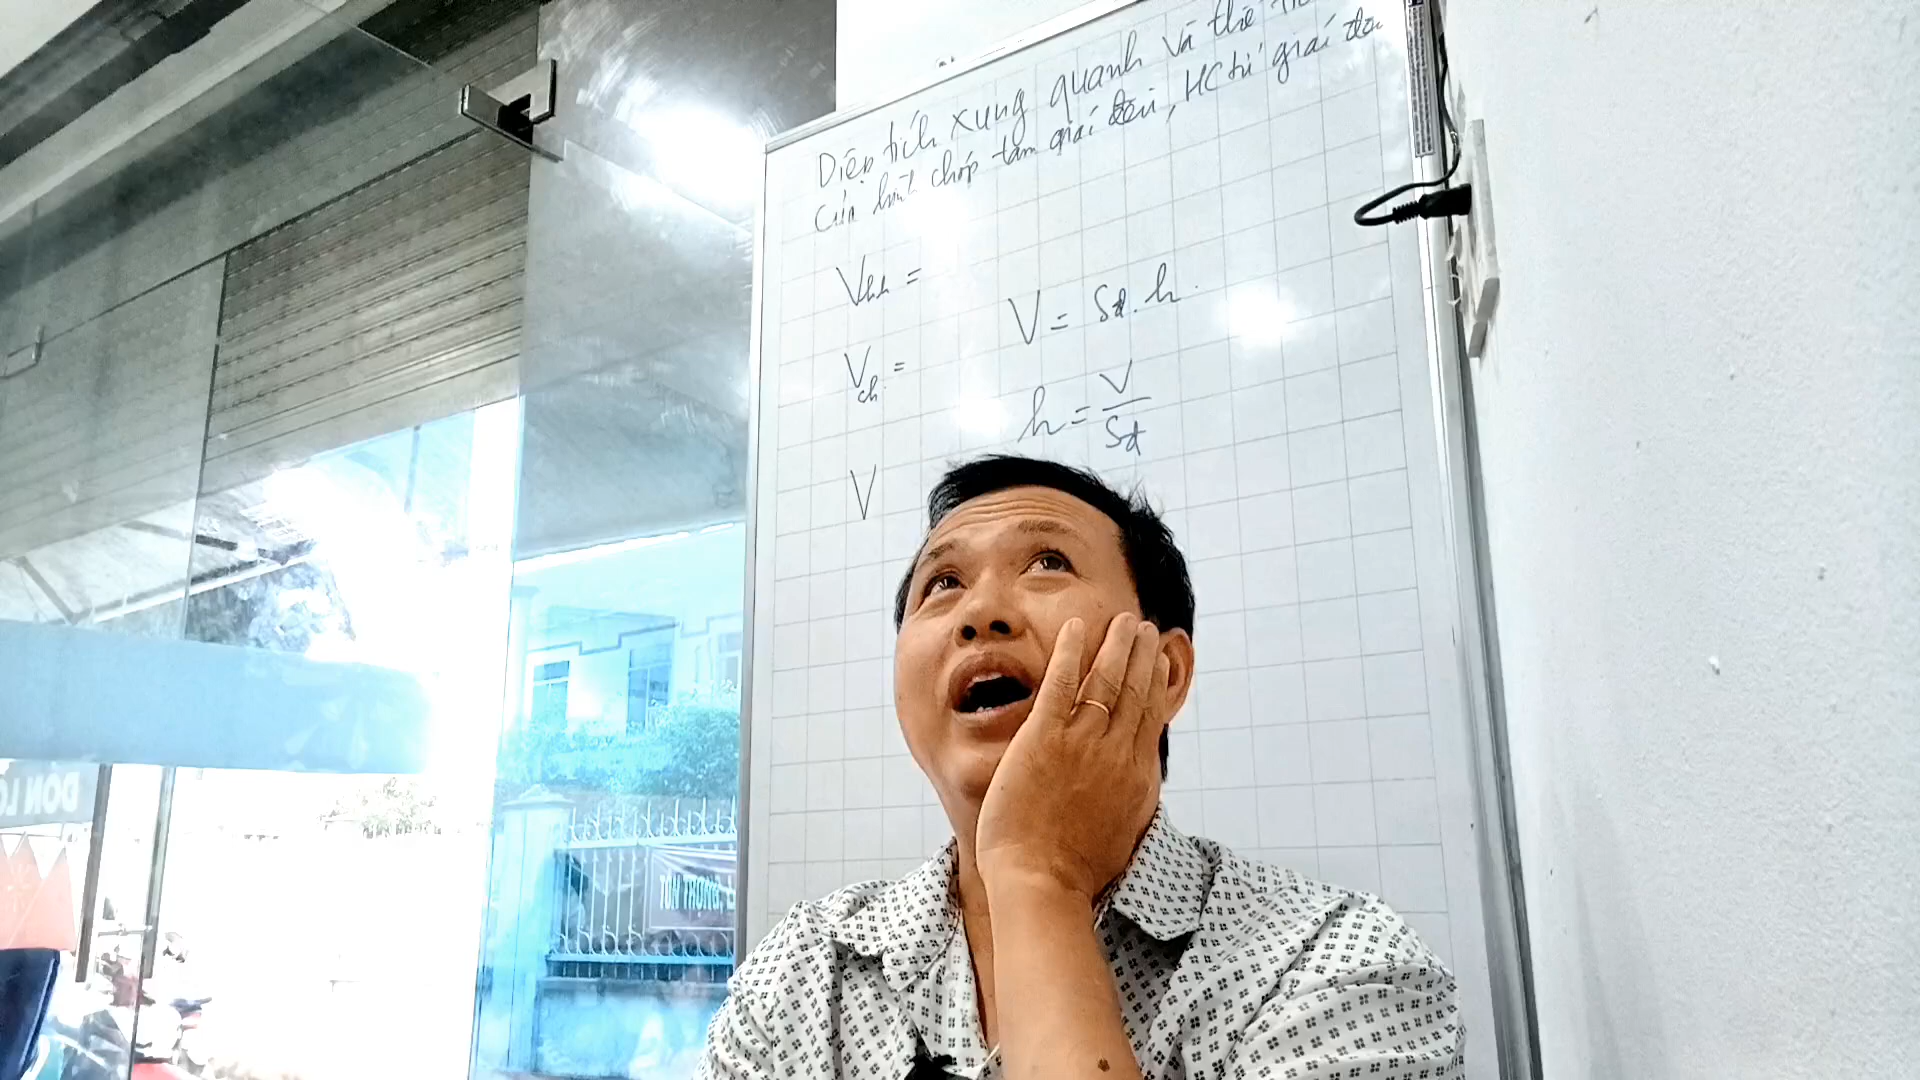 Diện tích xung quanh và thể
của hình chóp tam giác đều, HC tứ giác đều
Vhh =
V = Sđ. h.
Vch. =
h = V
Sđ
V